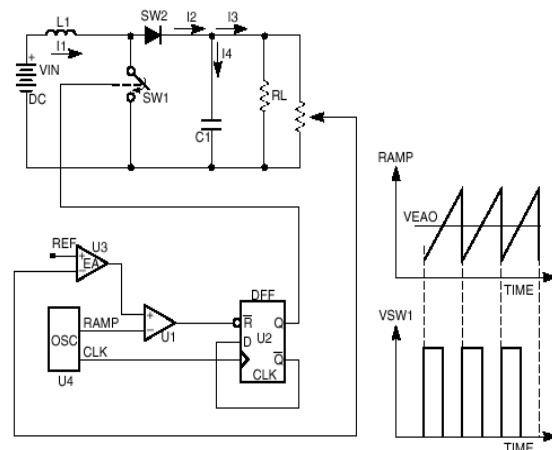 L1
SW2
I2
I3
I1
I4
+
VIN
DC
SW1
RL
C1
RAMP
VEAO
TIME
REF
U3
+
EA
−
DFF
RAMP
+
−
U1
R
Q
D
U2
OSC
CLK
Q
CLK
U4
VSW1
TIME